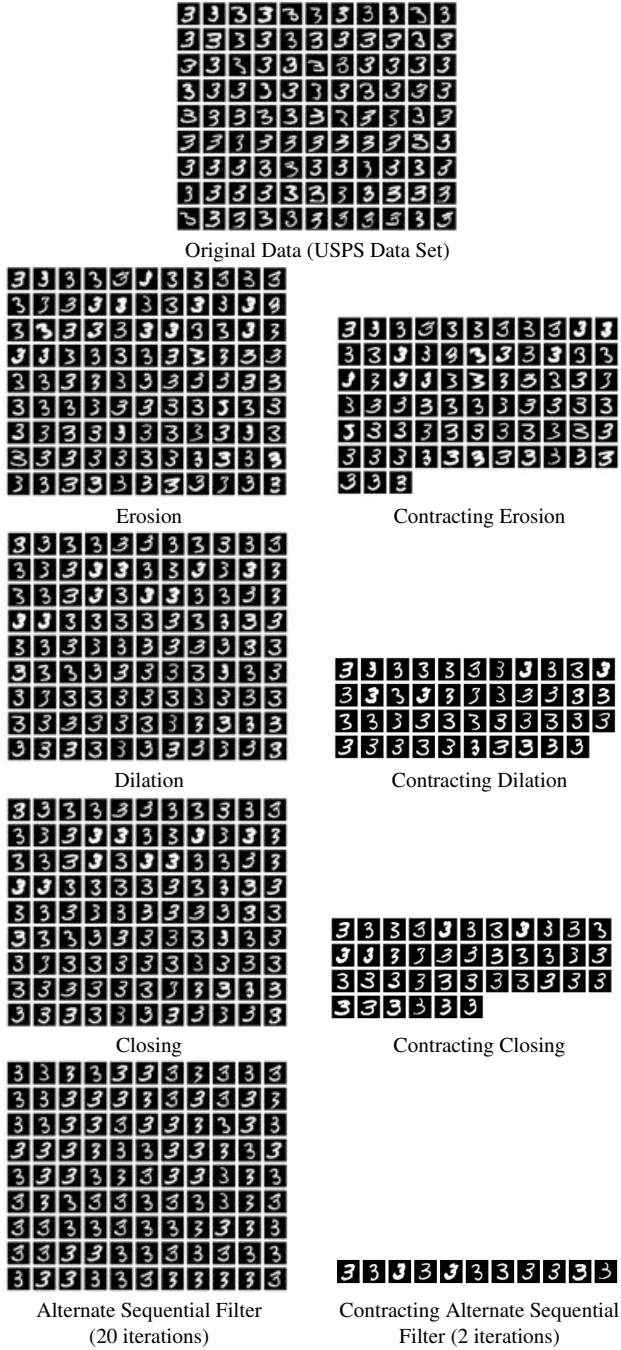 Original Data (USPS Data Set)
Erosion
Contracting Erosion
Dilation
Contracting Dilation
Closing
Contracting Closing
Alternate Sequential Filter
(20 iterations)
Contracting Alternate Sequential
Filter (2 iterations)